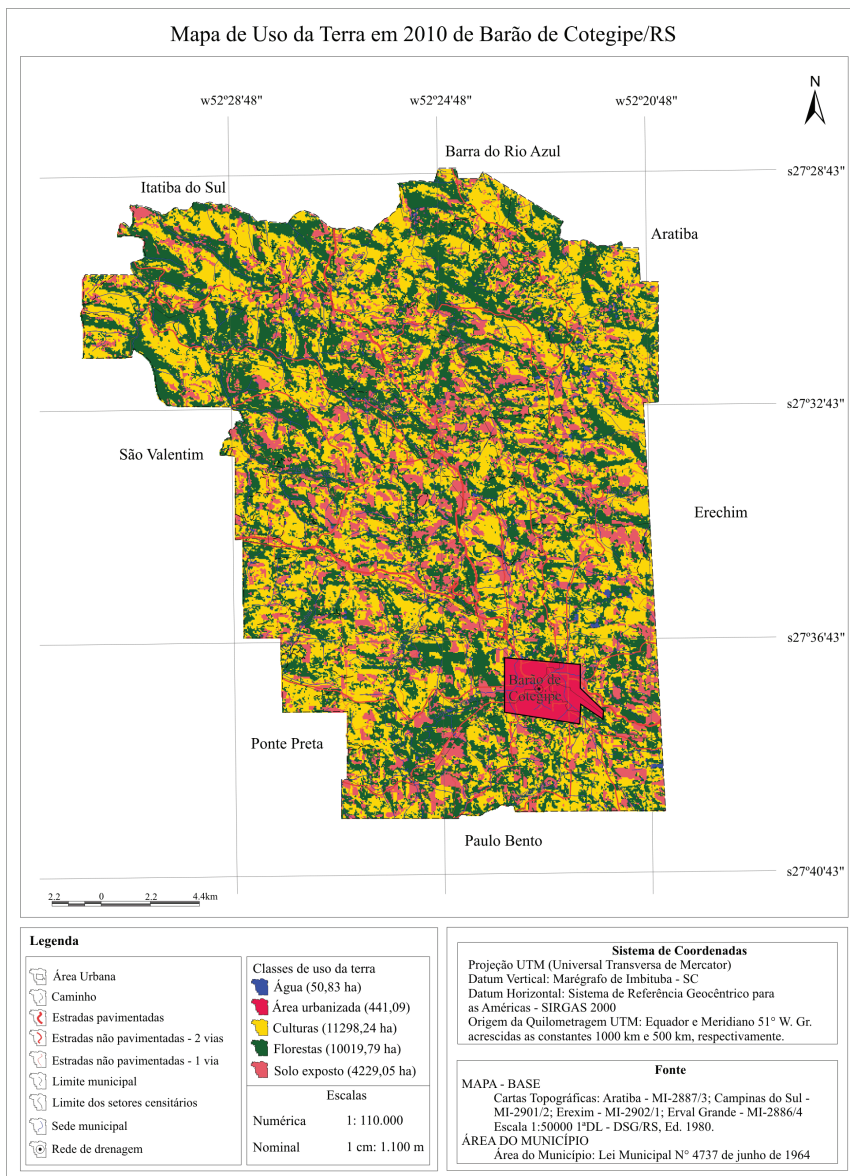 Mapa de Uso da Terra em 2010 de Barão de Cotegipe/RS
N
w52º28'48"
w52º24'48"
w52º20'48"
Barra do Rio Azul
s27º28'43"
Itatiba do Sul
Aratiba
s27º32'43"
São Valentim
Erechim
s27º36'43"
Barão de
Cotegipe
Ponte Preta
Paulo Bento
s27º40'43"
2.2 0 2.2 4.4km
Legenda
Área Urbana
Caminho
Estradas pavimentadas
Estradas não pavimentadas - 2 vias
Estradas não pavimentadas - 1 via
Limite municipal
Limite dos setores censitários
Sede municipal
Rede de drenagem
Classes de uso da terra
Água (50,83 ha)
Área urbanizada (441,09)
Culturas (11298,24 ha)
Florestas (10019,79 ha)
Solo exposto (4229,05 ha)
Escalas
Numérica 1: 110.000
Nominal 1 cm: 1.100 m
Sistema de Coordenadas
Projeção UTM (Universal Transversa de Mercator)
Datum Vertical: Marégrafo de Imbituba - SC
Datum Horizontal: Sistema de Referência Geocêntrico para
as Américas - SIRGAS 2000
Origem da Quilometragem UTM: Equador e Meridiano 51° W. Gr.
acrescidas as constantes 1000 km e 500 km, respectivamente.
Fonte
MAPA - BASE
Cartas Topográficas: Aratiba - MI-2887/3; Campinas do Sul -
MI-2901/2; Erexim - MI-2902/1; Erval Grande - MI-2886/4
Escala 1:50000 1ªDL - DSG/RS, Ed. 1980.
ÁREA DO MUNICÍPIO
Área do Município: Lei Municipal N° 4737 de junho de 1964